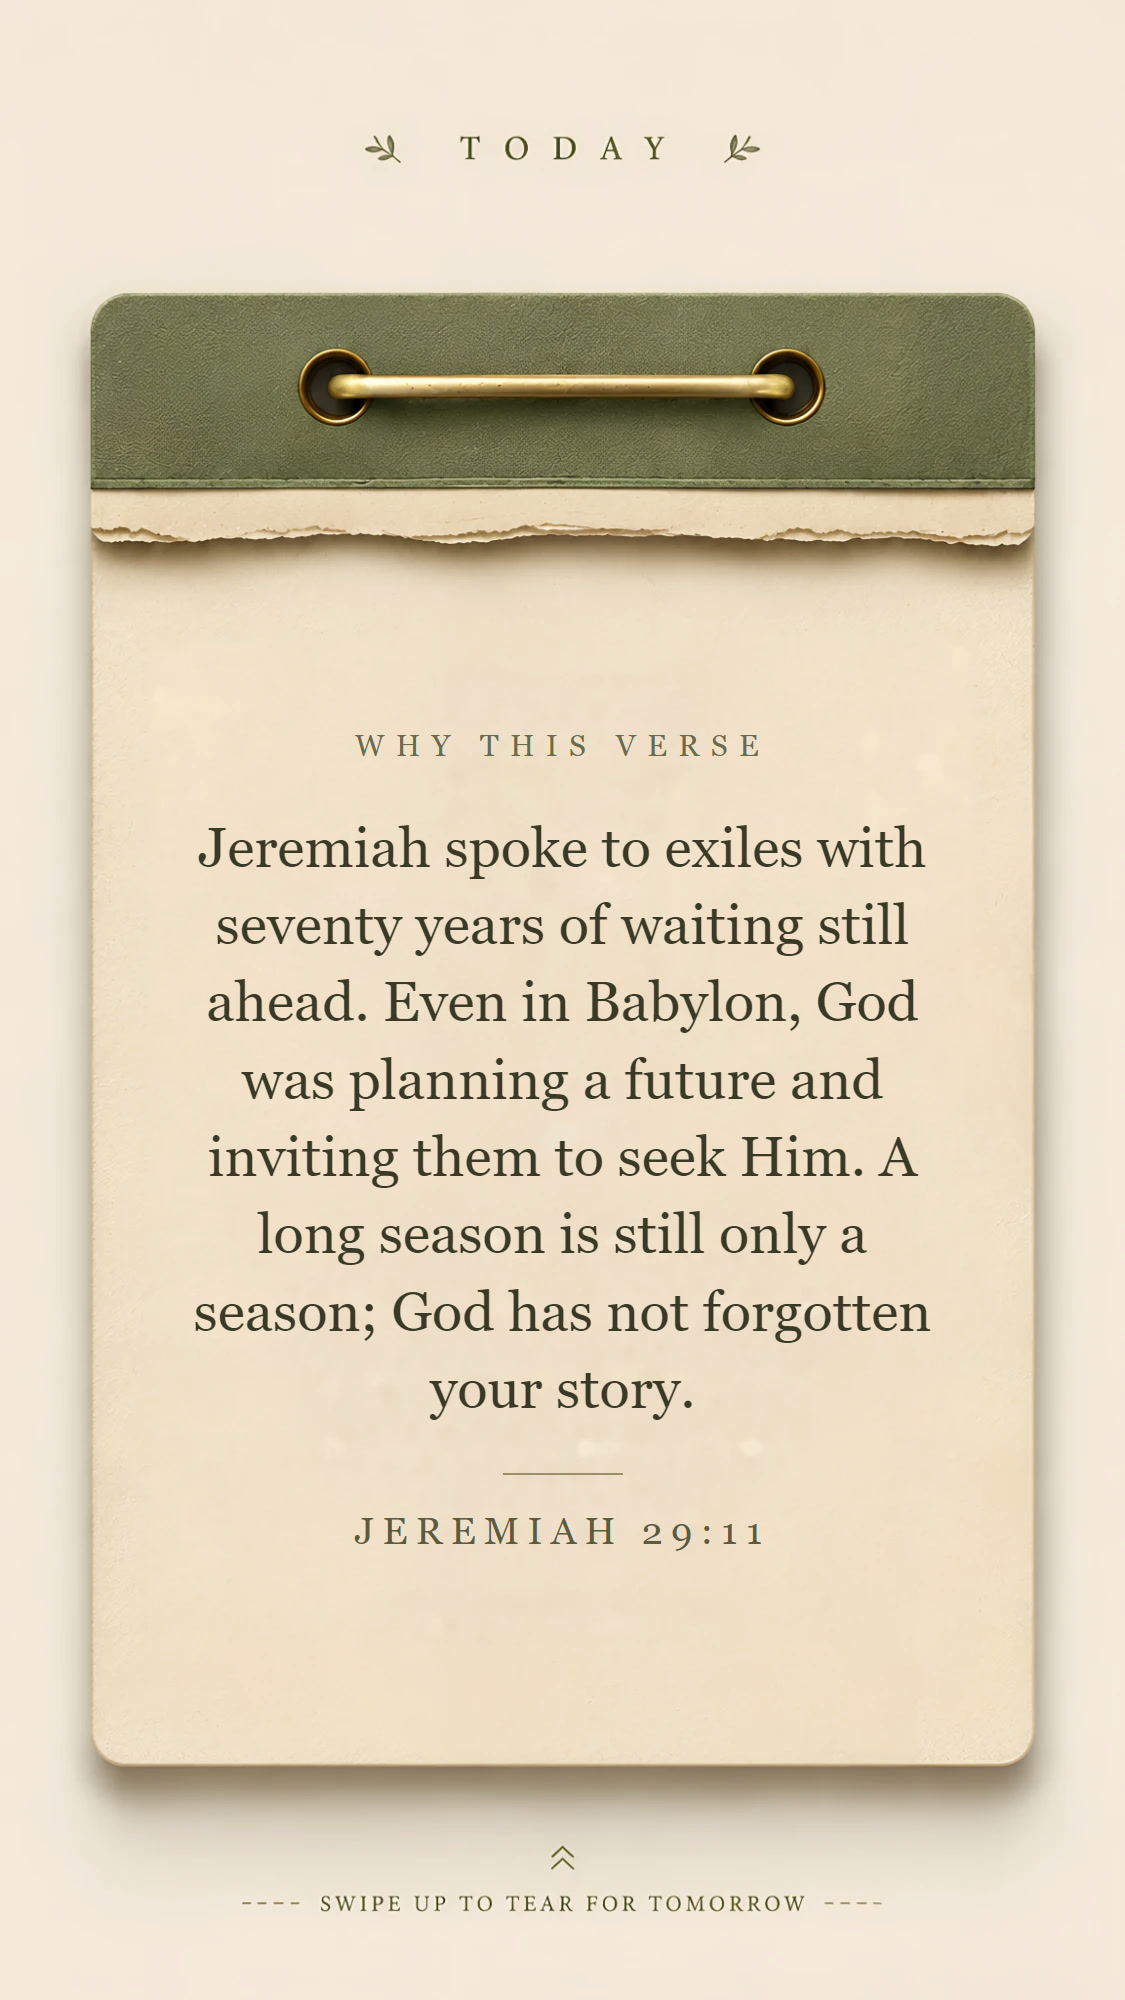 TODAY
WHY THIS VERSE
Jeremiah spoke to exiles with
seventy years of waiting still
ahead. Even in Babylon, God
was planning a future and
inviting them to seek Him. A
long season is still only a
season; God has not forgotten
your story.
JEREMIAH 29:11
SWIPE UP TO TEAR FOR TOMORROW